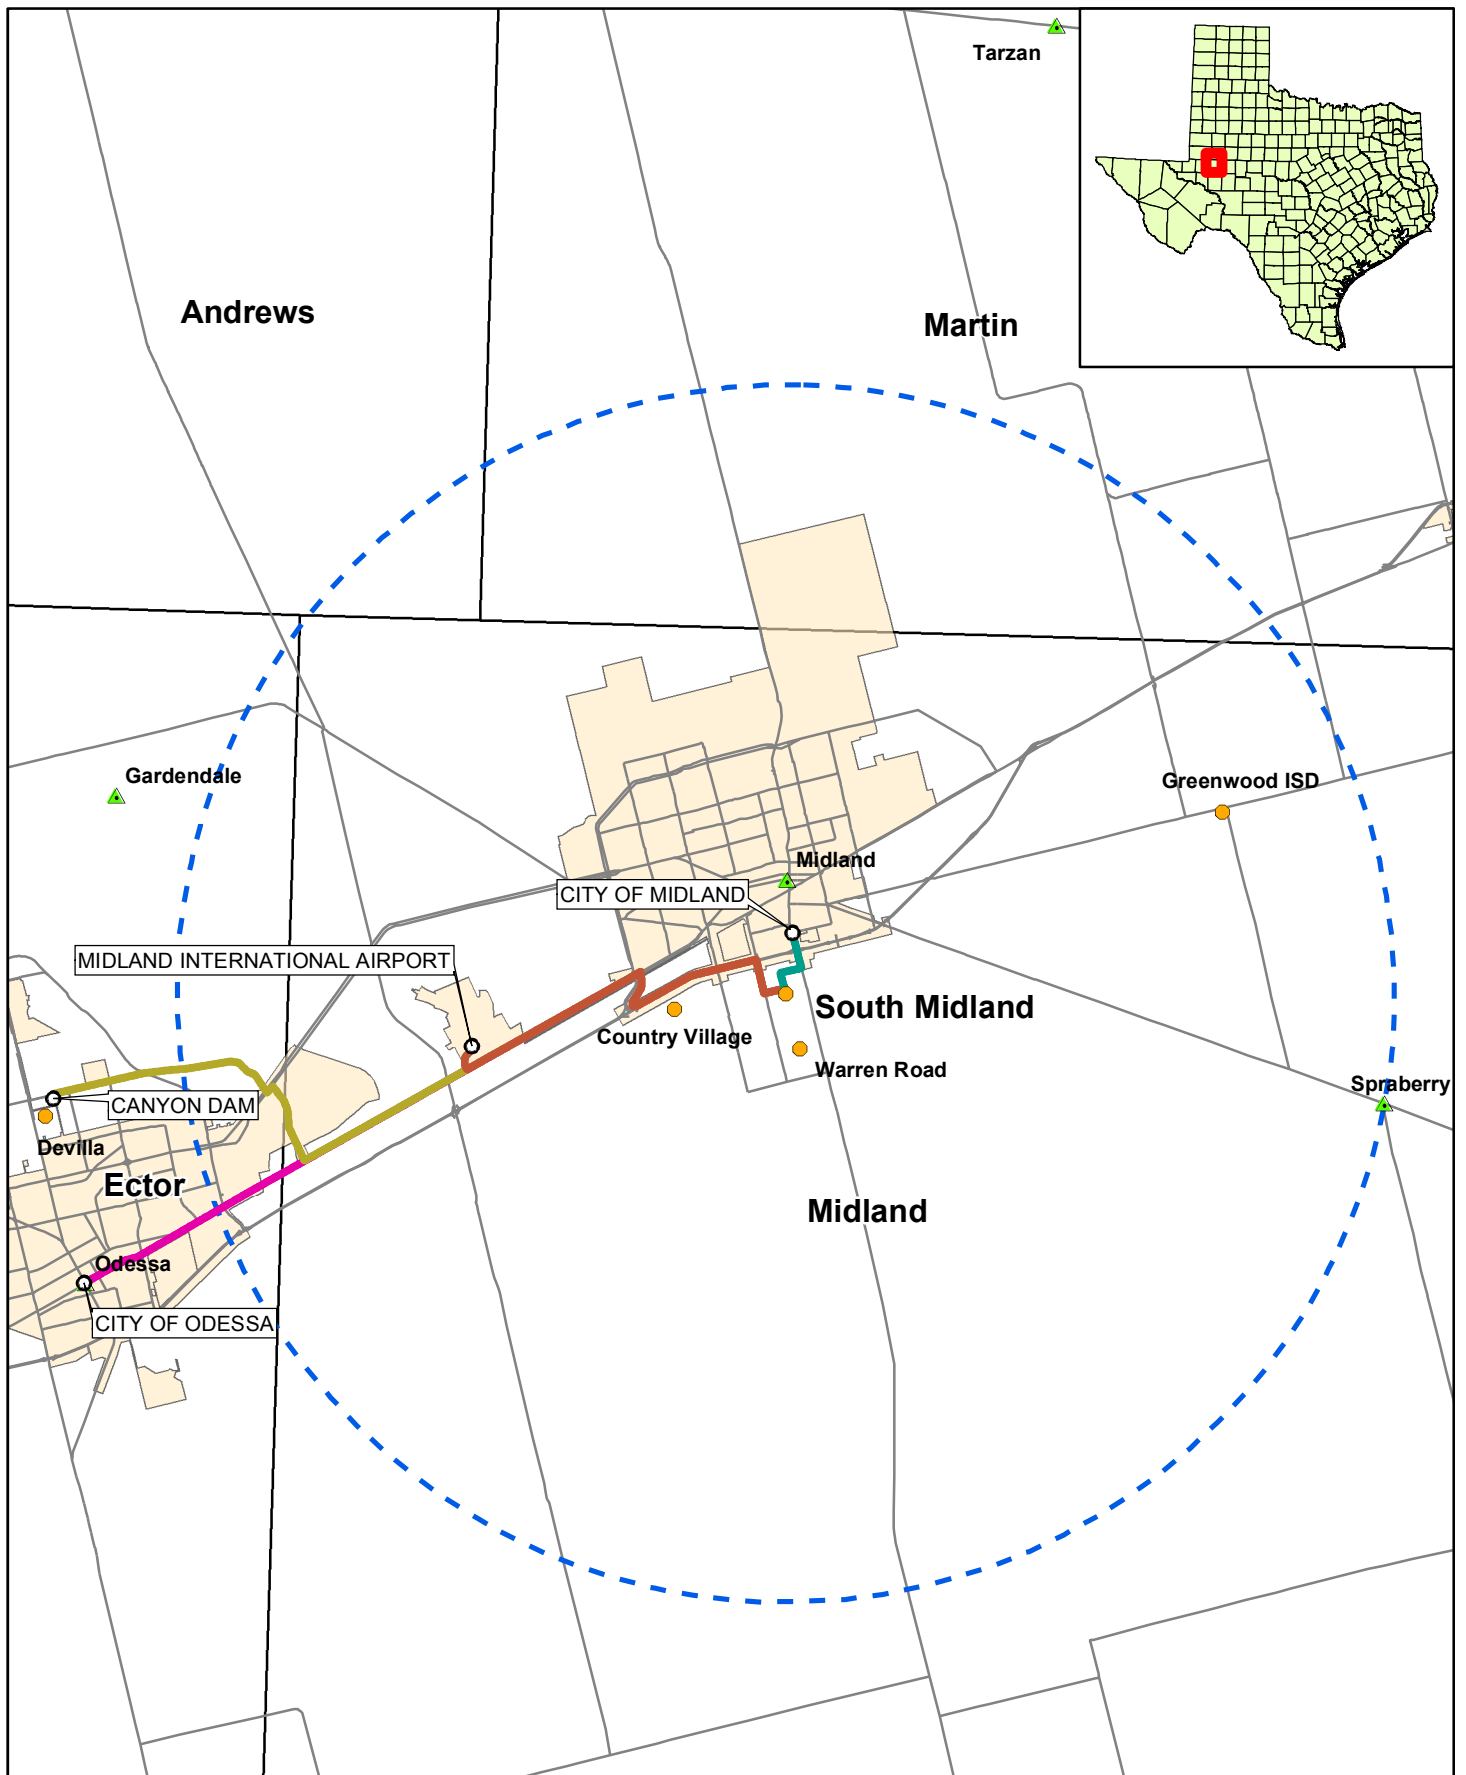 Tarzan
Andrews
Martin
Gardendale
Greenwood ISD
Midland
CITY OF MIDLAND
MIDLAND INTERNATIONAL AIRPORT
South Midland
Country Village
Warren Road
Spraberry
CANYON DAM
Devilla
Ector
Midland
Odessa
CITY OF ODESSA